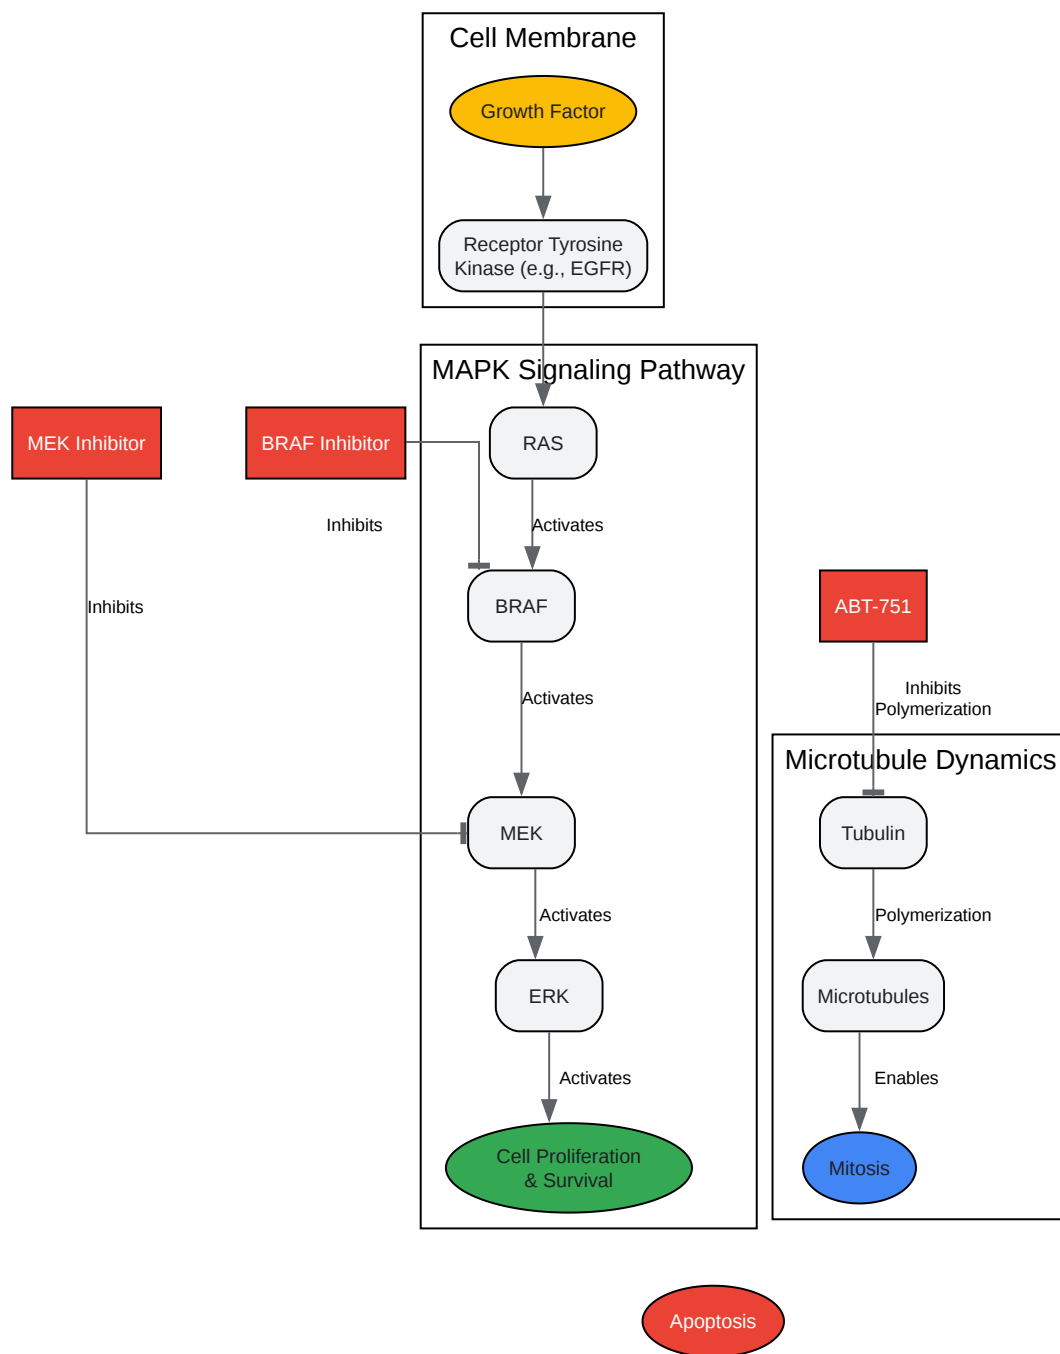 Cell Membrane
Growth Factor
Receptor Tyrosine
Kinase (e.g., EGFR)
MAPK Signaling Pathway
MEK Inhibitor
BRAF Inhibitor
RAS
Inhibits
Activates
BRAF
ABT-751
Inhibits
Activates
Inhibits
Polymerization
Microtubule Dynamics
MEK
Tubulin
Activates
Polymerization
ERK
Microtubules
Activates
Enables
Cell Proliferation
& Survival
Mitosis
Apoptosis